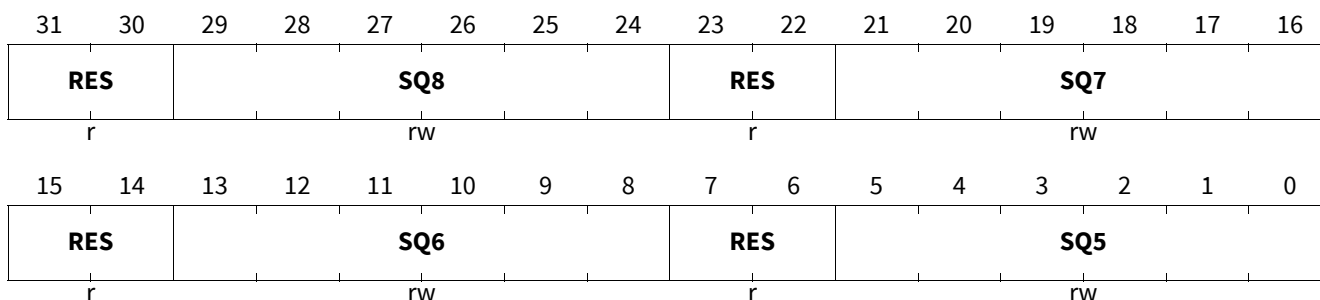 31 30 29 28 27 26 25 24 23 22 21 20 19 18 17 16
RES SQ8 RES SQ7
r rw r rw
15 14 13 12 11 10 9 8 7 6 5 4 3 2 1 0
RES SQ6 RES SQ5
r rw r rw